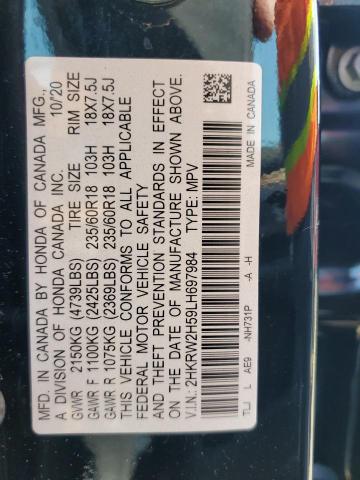 MFD. IN CANADA BY HONDA OF CANADA MFG.,
A DIVISION OF HONDA CANADA INC. 10/20
GVWR 2150KG (4739LBS) TIRE SIZE RIM SIZE
GAWR F 1100KG (2425LBS) 235/60R18 103H 18X7.5J
GAWR R 1075KG (2369LBS) 235/60R18 103H 18X7.5J
THIS VEHICLE CONFORMS TO ALL APPLICABLE
FEDERAL MOTOR VEHICLE SAFETY
AND THEFT PREVENTION STANDARDS IN EFFECT
ON THE DATE OF MANUFACTURE SHOWN ABOVE.
V.I.N.: 2HKRW2H59LH697984 TYPE: MPV
TLJ L AE9 -NH731P -A -H MADE IN CANADA